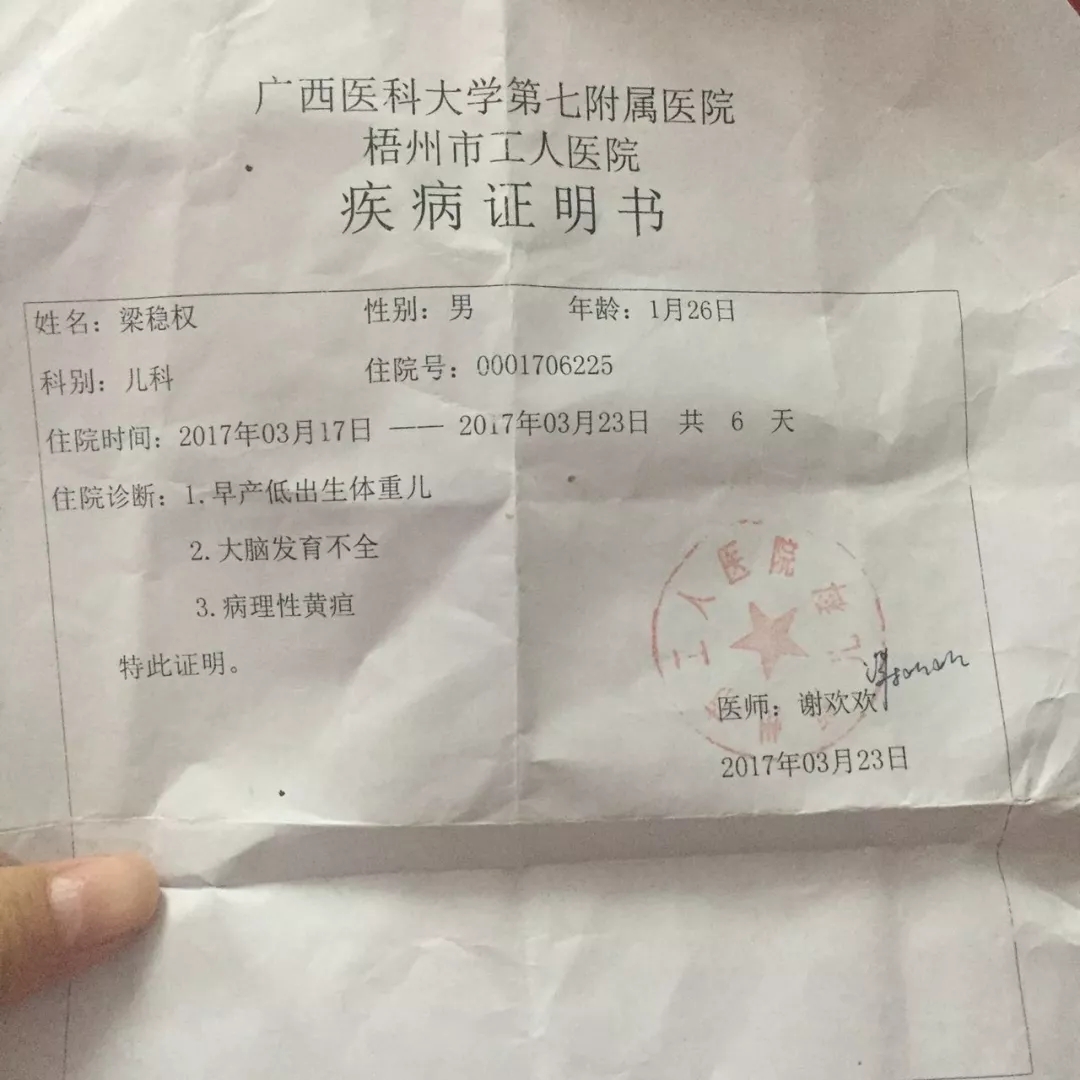 广西医科大学第七附属医院
梧州市工人医院
疾病证明书
姓名：梁稳权 性别：男 年龄：1月26日
科别：儿科 住院号：0001706225
住院时间：2017年03月17日 —— 2017年03月23日 共 6 天
住院诊断：1.早产低出生体重儿
2.大脑发育不全
3.病理性黄疸
特此证明。
工人医院
儿科
医师：谢欢欢
2017年03月23日